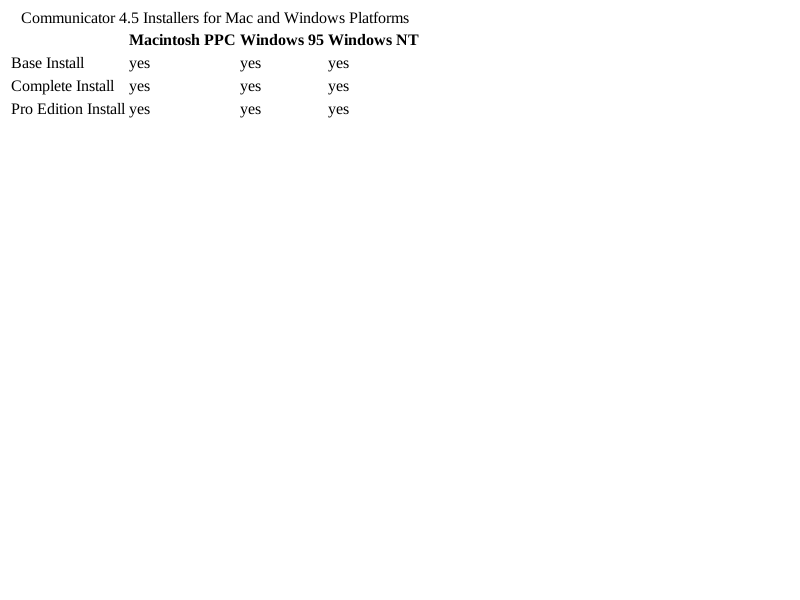 Communicator 4.5 Installers for Mac and Windows Platforms
Macintosh PPC Windows 95 Windows NT
Base Install yes yes yes
Complete Install yes yes yes
Pro Edition Install yes yes yes